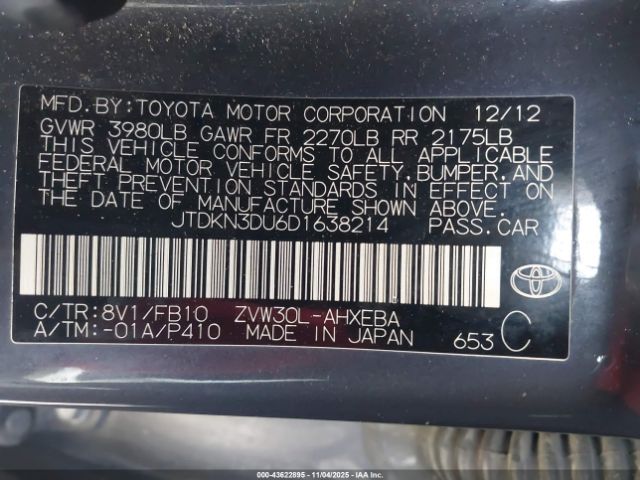 MFD. BY: TOYOTA MOTOR CORPORATION 12/12
GVWR 3980LB GAWR FR 2270LB RR 2175LB
THIS VEHICLE CONFORMS TO ALL APPLICABLE
FEDERAL MOTOR VEHICLE SAFETY, BUMPER, AND
THEFT PREVENTION STANDARDS IN EFFECT ON
THE DATE OF MANUFACTURE SHOWN ABOVE.
JTDKN3DU6D1638214 PASS. CAR
C/TR: 8V1/FB10 ZVW30L-AHXEBA
A/TM: -01A/P410 MADE IN JAPAN 653 C
000-43622895 - 11/04/2025 - IAAI, Inc.